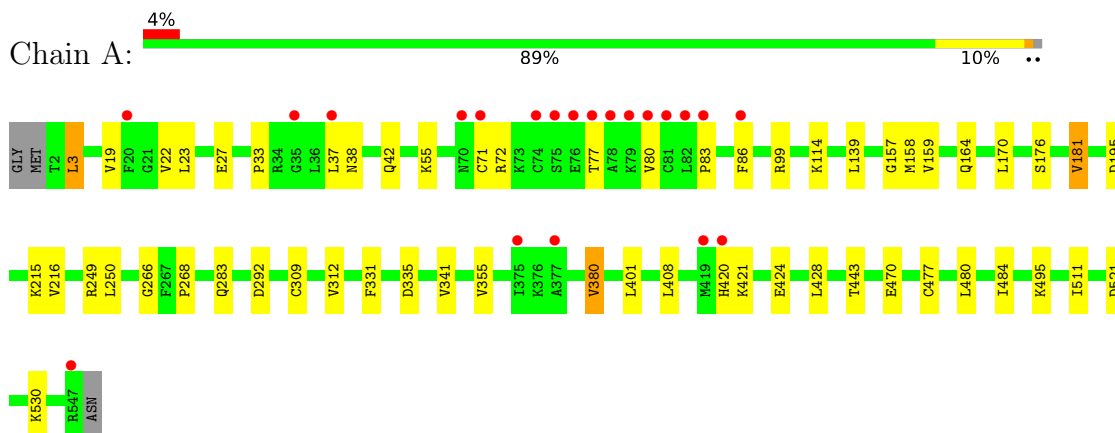 4%
Chain A:
89% 10% ••
GLY MET T2 L3 V19 F20 G21 V22 L23 E27 P33 R34 G35 L36 L37 N38 Q42 K55 N70 C71 R72 K73 C74 S75 E76 T77 A78 K79 V80 C81 L82 P83 F86 R99 K114 L139 G157 M158 V159 Q164 L170 S176 V181
K215 V216 R249 L250 G266 F267 P268 Q283 D292 C309 V312 F331 D335 V341 V355 I375 K376 A377 V380 L401 L408 M419 H420 K421 E424 L428 T443 E470 C477 L480 I484 K495 I511
K530 R547 ASN